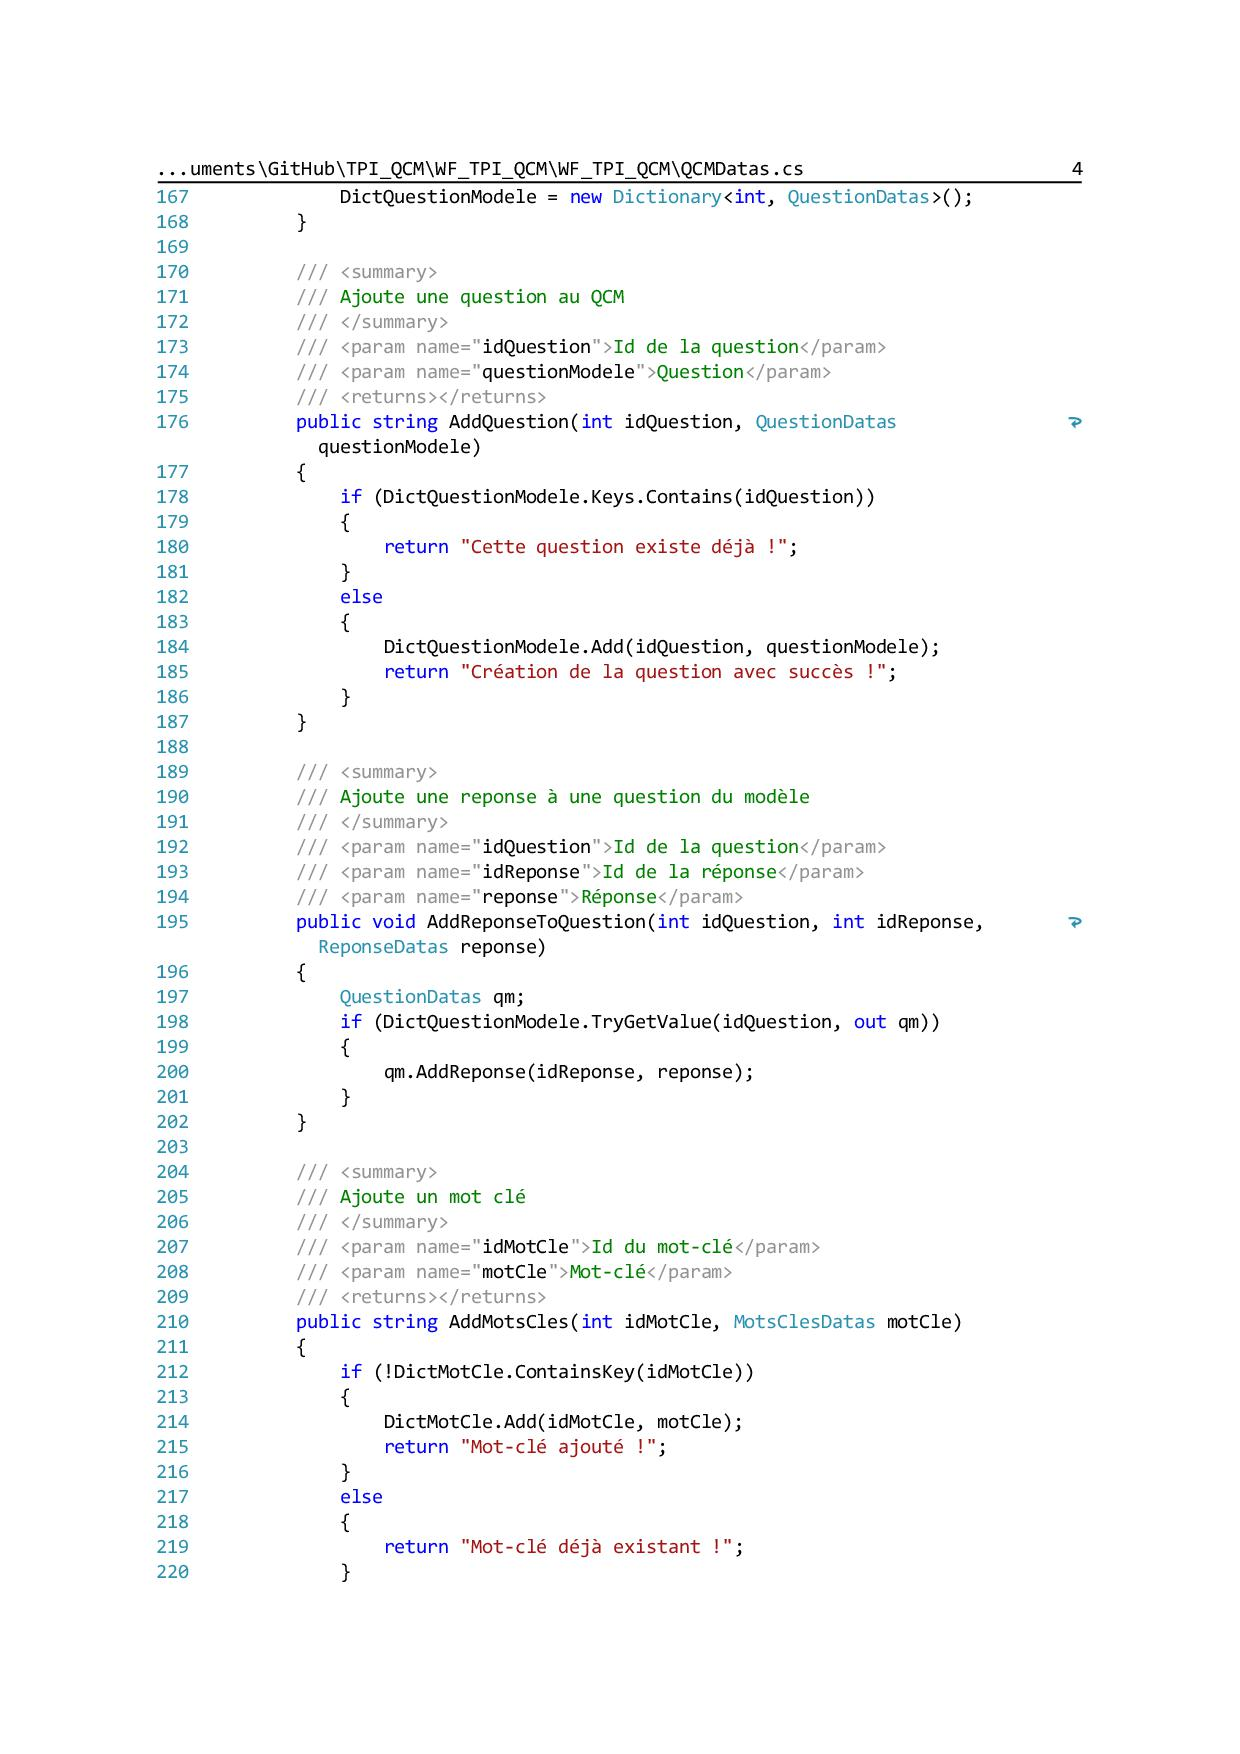 ...uments\GitHub\TPI_QCM\WF_TPI_QCM\WF_TPI_QCM\QCMDatas.cs 4
167 DictQuestionModele = new Dictionary<int, QuestionDatas>();
168 }
169
170 /// <summary>
171 /// Ajoute une question au QCM
172 /// </summary>
173 /// <param name="idQuestion">Id de la question</param>
174 /// <param name="questionModele">Question</param>
175 /// <returns></returns>
176 public string AddQuestion(int idQuestion, QuestionDatas
questionModele)
177 {
178 if (DictQuestionModele.Keys.Contains(idQuestion))
179 {
180 return "Cette question existe déjà !";
181 }
182 else
183 {
184 DictQuestionModele.Add(idQuestion, questionModele);
185 return "Création de la question avec succès !";
186 }
187 }
188
189 /// <summary>
190 /// Ajoute une reponse à une question du modèle
191 /// </summary>
192 /// <param name="idQuestion">Id de la question</param>
193 /// <param name="idReponse">Id de la réponse</param>
194 /// <param name="reponse">Réponse</param>
195 public void AddReponseToQuestion(int idQuestion, int idReponse,
ReponseDatas reponse)
196 {
197 QuestionDatas qm;
198 if (DictQuestionModele.TryGetValue(idQuestion, out qm))
199 {
200 qm.AddReponse(idReponse, reponse);
201 }
202 }
203
204 /// <summary>
205 /// Ajoute un mot clé
206 /// </summary>
207 /// <param name="idMotCle">Id du mot-clé</param>
208 /// <param name="motCle">Mot-clé</param>
209 /// <returns></returns>
210 public string AddMotsCles(int idMotCle, MotsClesDatas motCle)
211 {
212 if (!DictMotCle.ContainsKey(idMotCle))
213 {
214 DictMotCle.Add(idMotCle, motCle);
215 return "Mot-clé ajouté !";
216 }
217 else
218 {
219 return "Mot-clé déjà existant !";
220 }